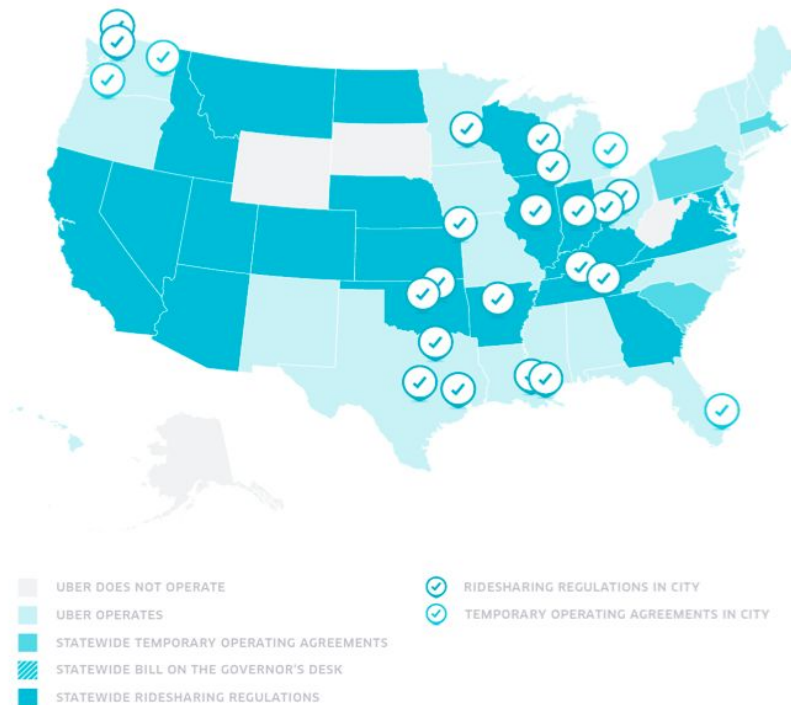 UBER DOES NOT OPERATE
UBER OPERATES
STATEWIDE TEMPORARY OPERATING AGREEMENTS
STATEWIDE BILL ON THE GOVERNOR'S DESK
STATEWIDE RIDESHARING REGULATIONS
RIDESHARING REGULATIONS IN CITY
TEMPORARY OPERATING AGREEMENTS IN CITY